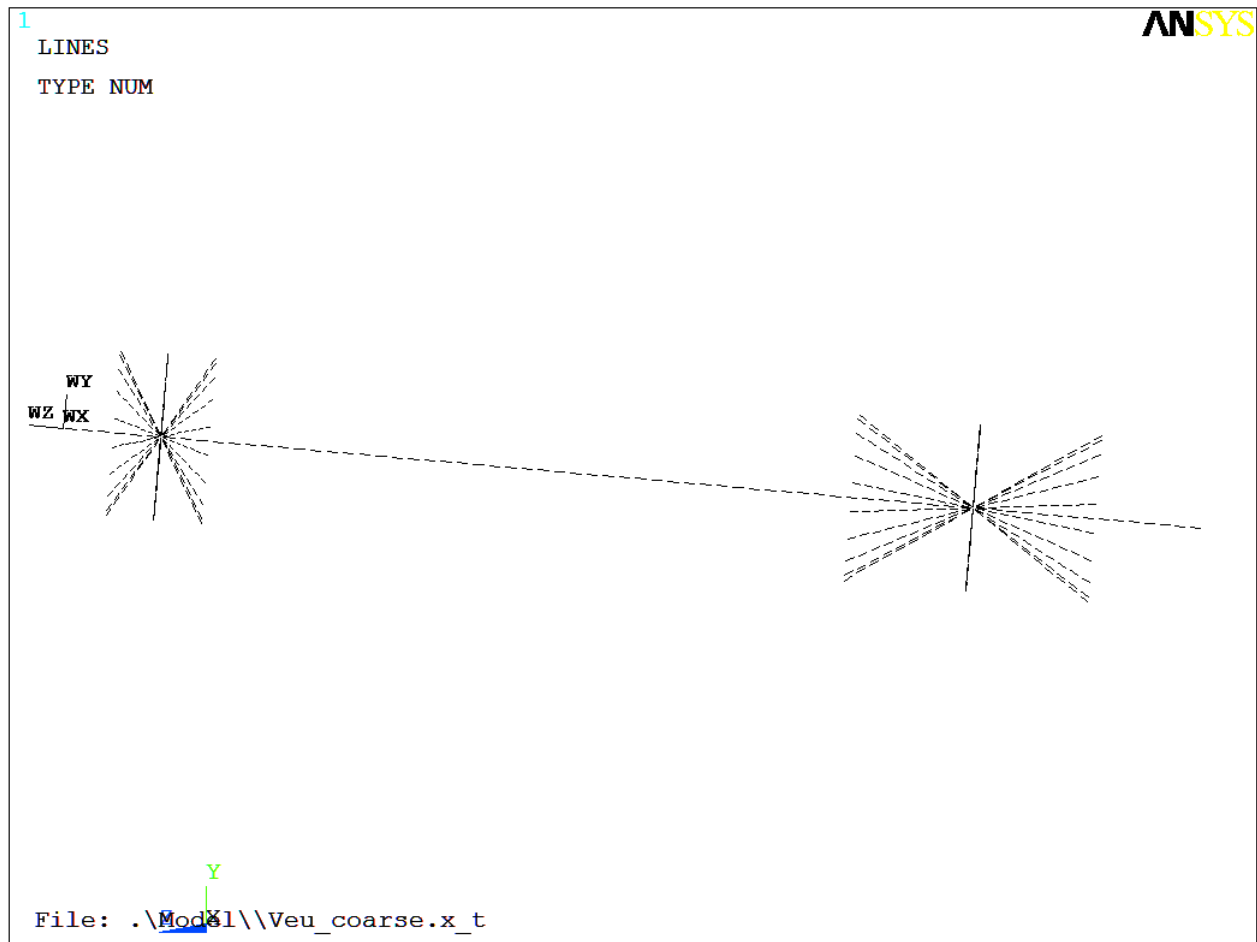 1
ANSYS
LINES
TYPE NUM
WY
WZ WX
Y
Z X
File: .\Model\\Veu_coarse.x_t